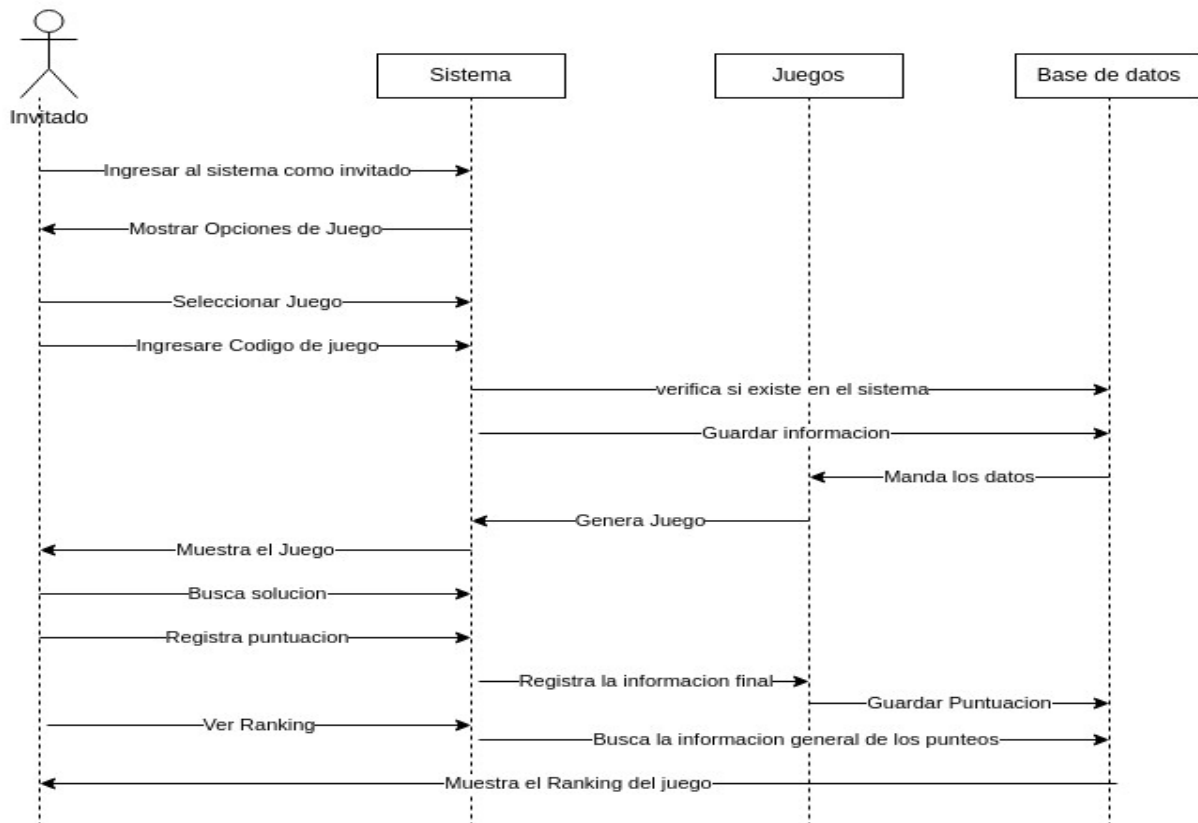 Sistema
Juegos
Base de datos
Invitado
Ingresar al sistema como invitado
Mostrar Opciones de Juego
Seleccionar Juego
Ingresare Codigo de juego
verifica si existe en el sistema
Guardar informacion
Manda los datos
Genera Juego
Muestra el Juego
Busca solucion
Registra puntuacion
Registra la informacion final
Guardar Puntuacion
Ver Ranking
Busca la informacion general de los punteos
Muestra el Ranking del juego